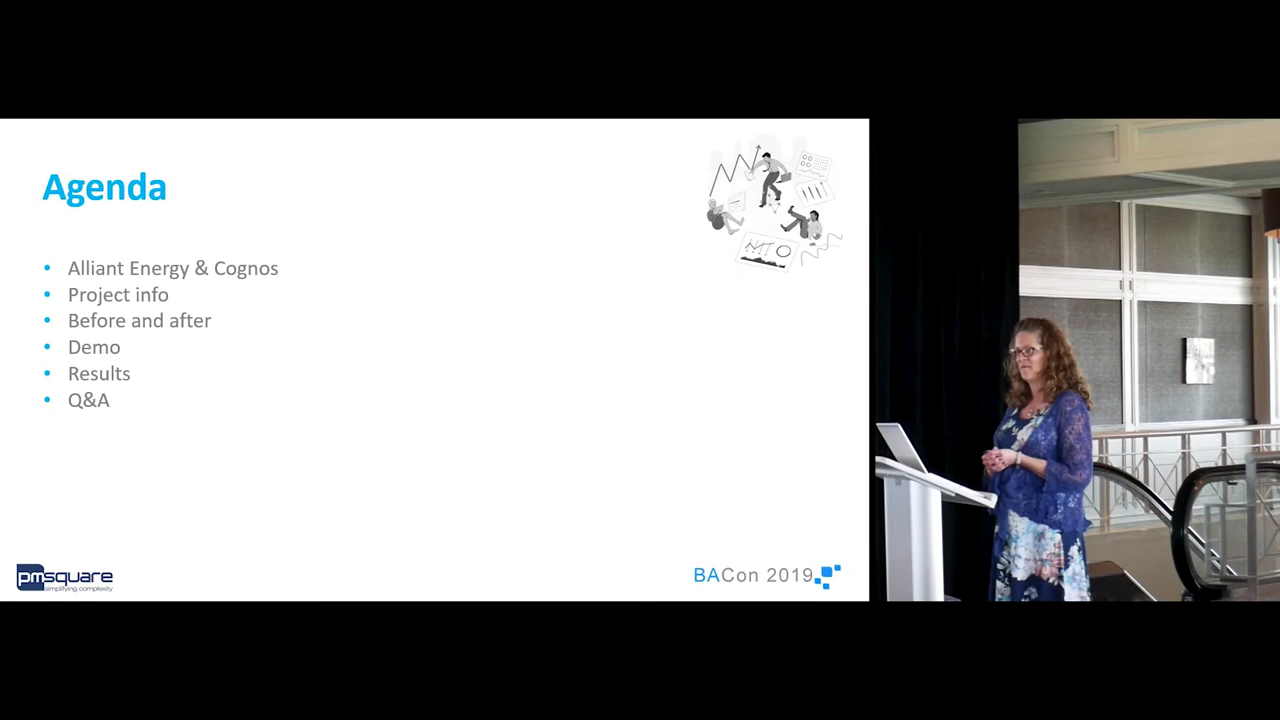 Agenda
• Alliant Energy & Cognos
• Project info
• Before and after
• Demo
• Results
• Q&A
pmsquare
simplifying complexity
BACon 2019